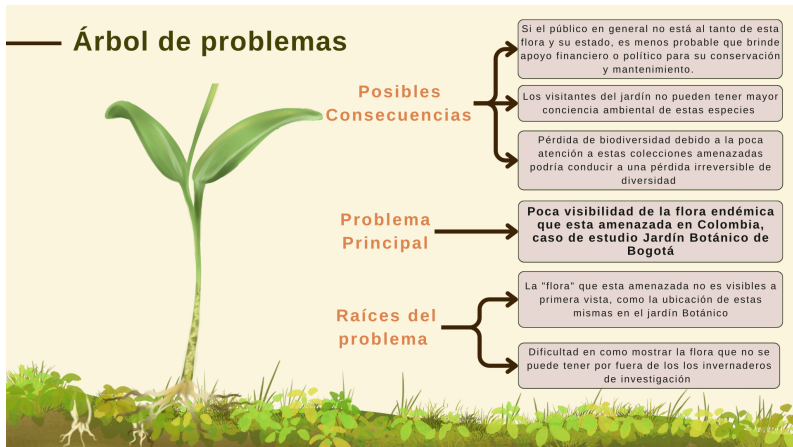 Árbol de problemas
Posibles
Consecuencias
Si el público en general no está al tanto de esta
flora y su estado, es menos probable que brinde
apoyo financiero o político para su conservación
y mantenimiento.
Los visitantes del jardín no pueden tener mayor
conciencia ambiental de estas especies
Pérdida de biodiversidad debido a la poca
atención a estas colecciones amenazadas
podría conducir a una pérdida irreversible de
diversidad
Problema
Principal
Poca visibilidad de la flora endémica
que esta amenazada en Colombia,
caso de estudio Jardín Botánico de
Bogotá
Raíces del
problema
La "flora" que esta amenazada no es visibles a
primera vista, como la ubicación de estas
mismas en el jardín Botánico
Dificultad en como mostrar la flora que no se
puede tener por fuera de los los invernaderos
de investigación